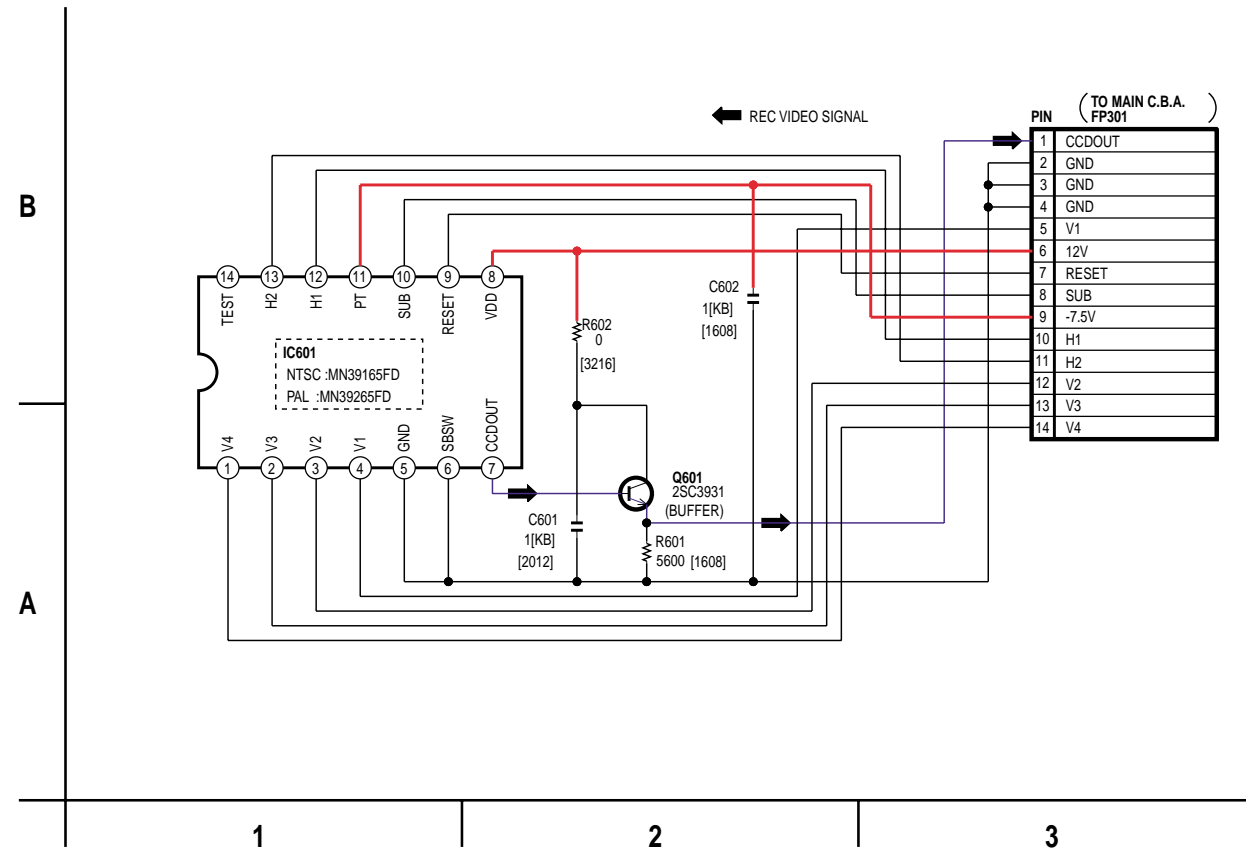 (TO MAIN C.B.A.
FP301)
PIN
REC VIDEO SIGNAL
1 CCDOUT
2 GND
3 GND
4 GND
5 V1
6 12V
7 RESET
8 SUB
9 -7.5V
10 H1
11 H2
12 V2
13 V3
14 V4
B
14 13 12 11 10 9 8
TEST H2 H1 PT SUB RESET VDD
IC601
NTSC :MN39165FD
PAL :MN39265FD
V4 V3 V2 V1 GND SBSW CCDOUT
1 2 3 4 5 6 7
C602
1[KB]
[1608]
R602
0
[3216]
Q601
2SC3931
(BUFFER)
C601
1[KB]
[2012]
R601
5600 [1608]
A
1 2 3